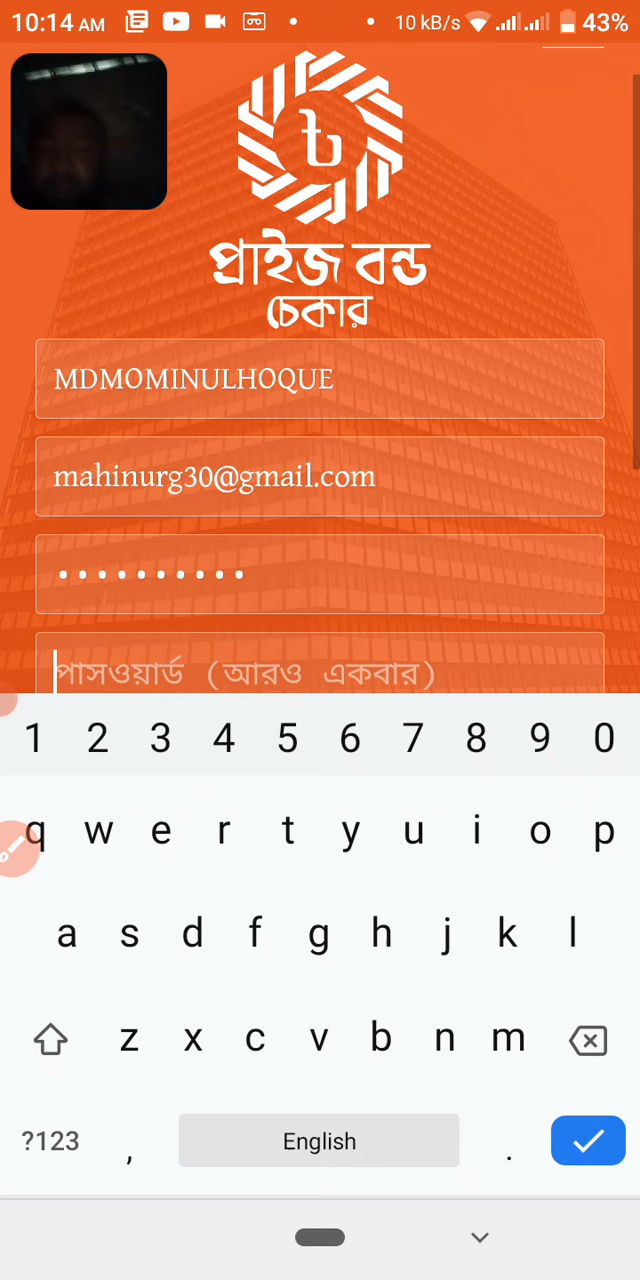 10:14 AM 10 kB/s 43%
৳
প্রাইজ বন্ড
চেকার
MDMOMINULHOQUE
mahinurg30@gmail.com
পাসওয়ার্ড (আরও একবার)
1 2 3 4 5 6 7 8 9 0
q w e r t y u i o p
a s d f g h j k l
z x c v b n m
?123 , English .